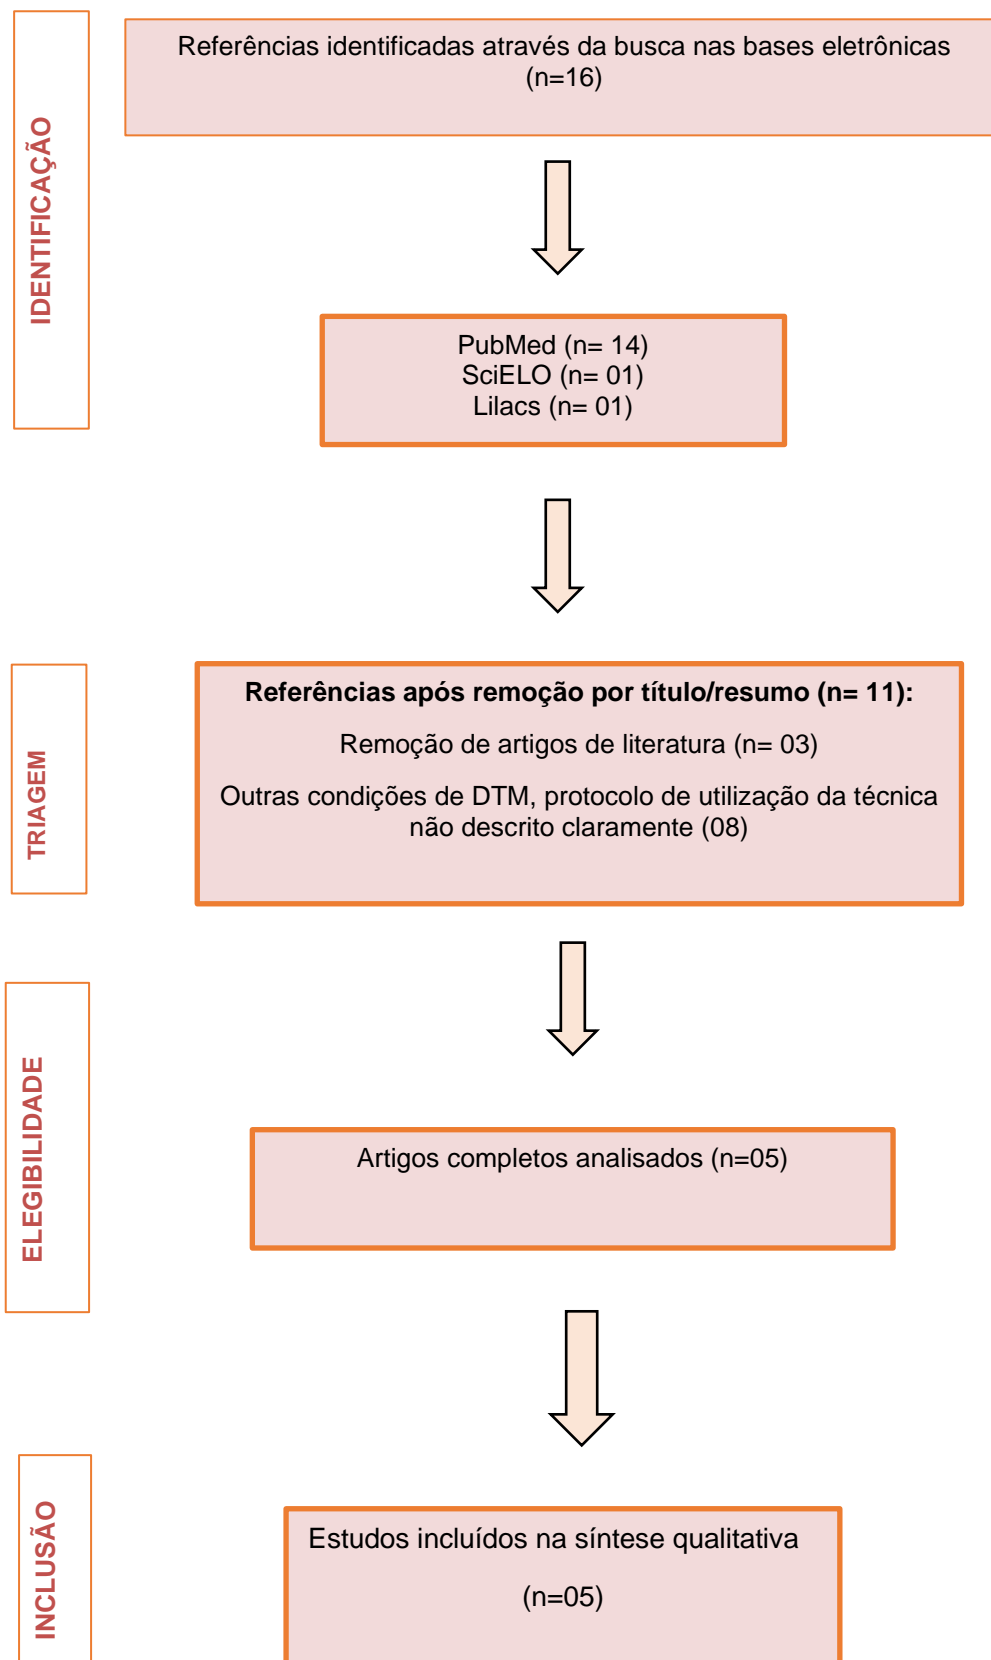 IDENTIFICAÇÃO
Referências identificadas através da busca nas bases eletrônicas
(n=16)
PubMed (n= 14)
SciELO (n= 01)
Lilacs (n= 01)
TRIAGEM
Referências após remoção por título/resumo (n= 11):
Remoção de artigos de literatura (n= 03)
Outras condições de DTM, protocolo de utilização da técnica
não descrito claramente (08)
ELEGIBILIDADE
Artigos completos analisados (n=05)
INCLUSÃO
Estudos incluídos na síntese qualitativa
(n=05)